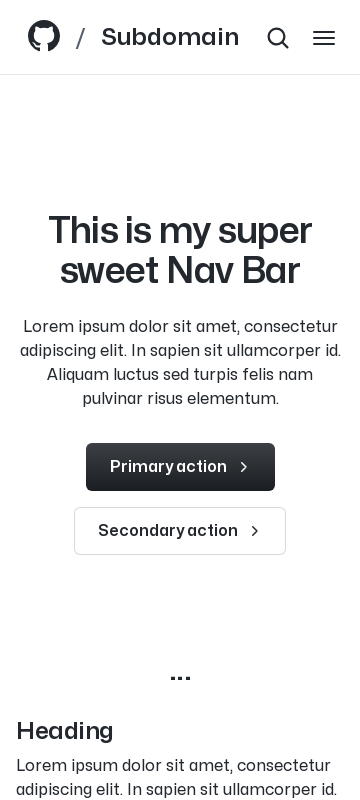 / Subdomain
This is my super
sweet Nav Bar
Lorem ipsum dolor sit amet, consectetur
adipiscing elit. In sapien sit ullamcorper id.
Aliquam luctus sed turpis felis nam
pulvinar risus elementum.
Primary action
Secondary action
...
Heading
Lorem ipsum dolor sit amet, consectetur
adipiscing elit. In sapien sit ullamcorper id.